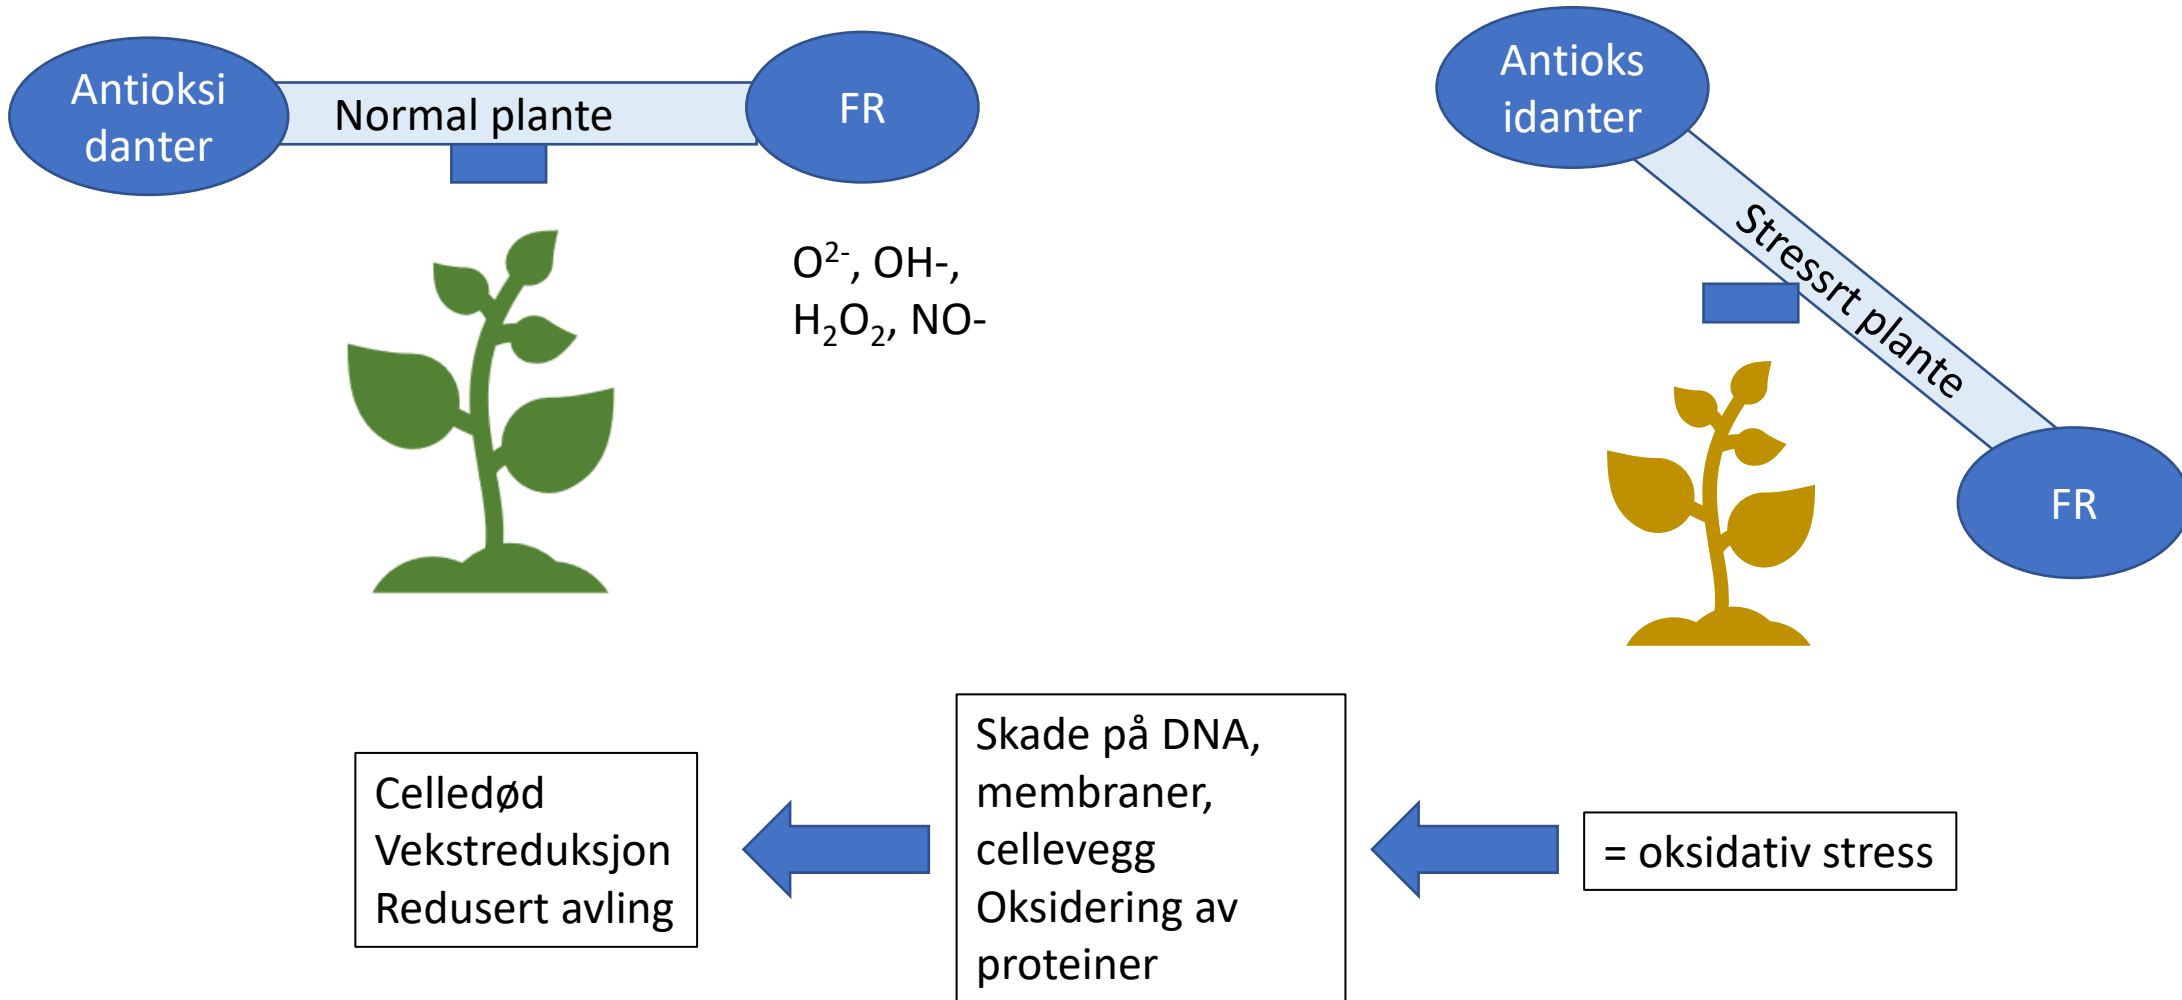 Antioksi
danter
Normal plante
FR
O²⁻, OH-,
H₂O₂, NO-
Antioks
idanter
Stressrt plante
FR
Celledød
Vekstreduksjon
Redusert avling
Skade på DNA,
membraner,
cellevegg
Oksidering av
proteiner
= oksidativ stress